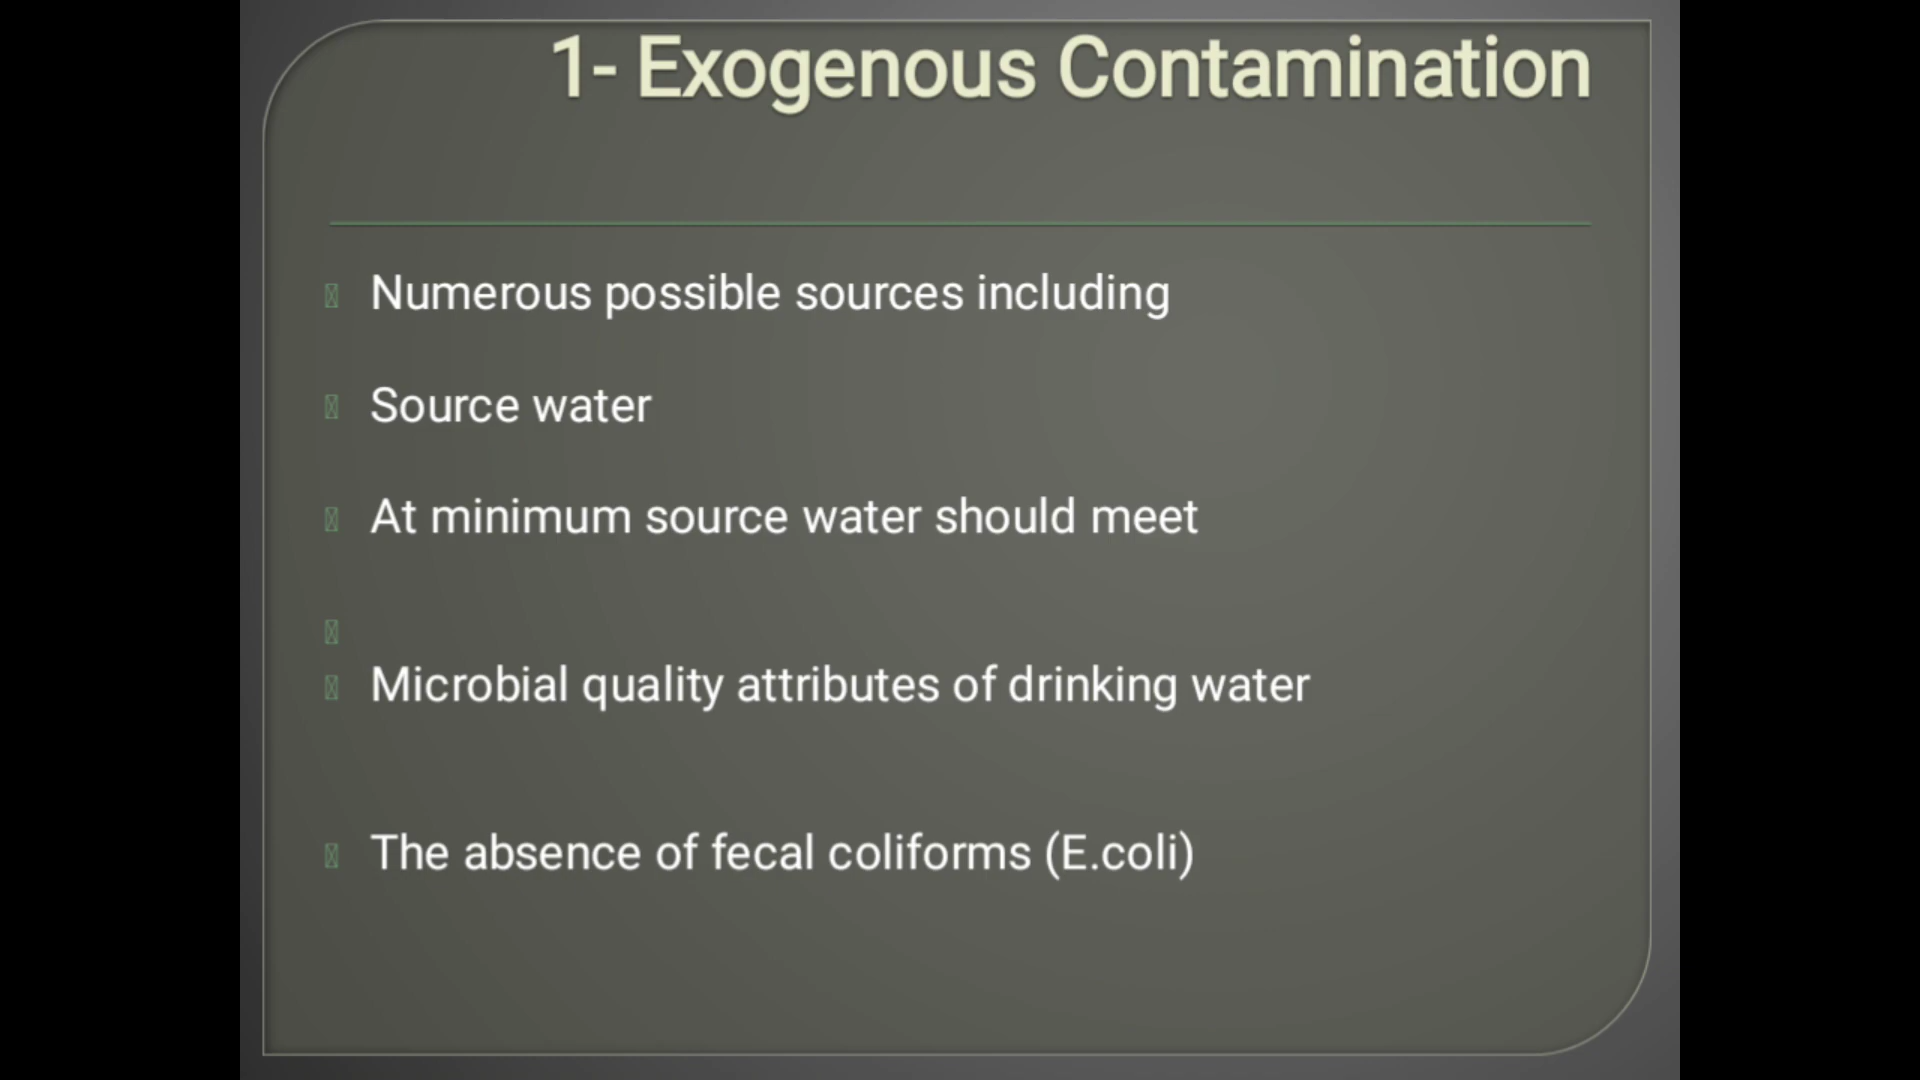 1- Exogenous Contamination
Numerous possible sources including
Source water
At minimum source water should meet
Microbial quality attributes of drinking water
The absence of fecal coliforms (E.coli)